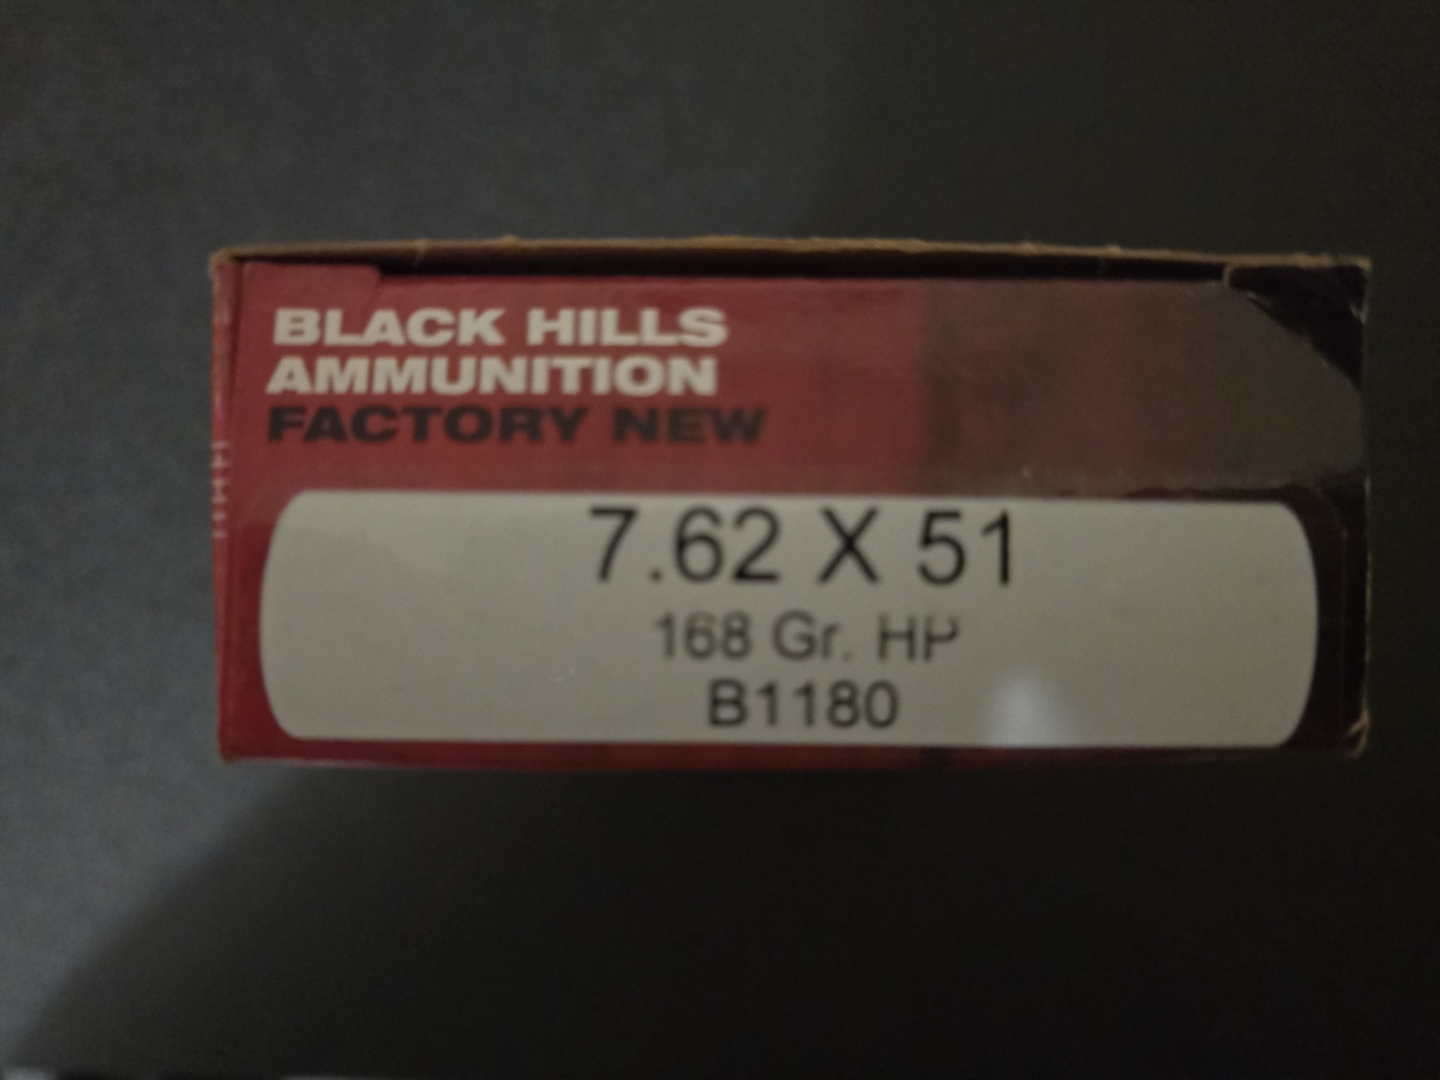 BLACK HILLS
AMMUNITION
FACTORY NEW
7.62 X 51
168 Gr. HP
B1180